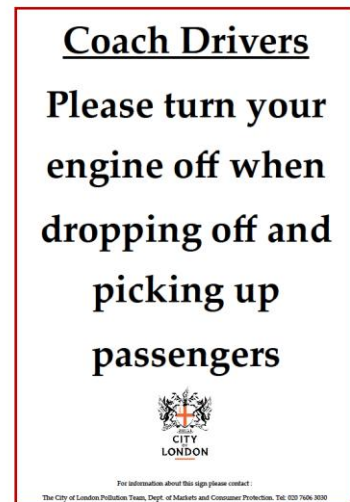 Coach Drivers
Please turn your
engine off when
dropping off and
picking up
passengers
CITY
LONDON
For information about this sign please contact :
The City of London Pollution Team, Dept. of Markets and Consumer Protection. Tel: 020 7606 3030